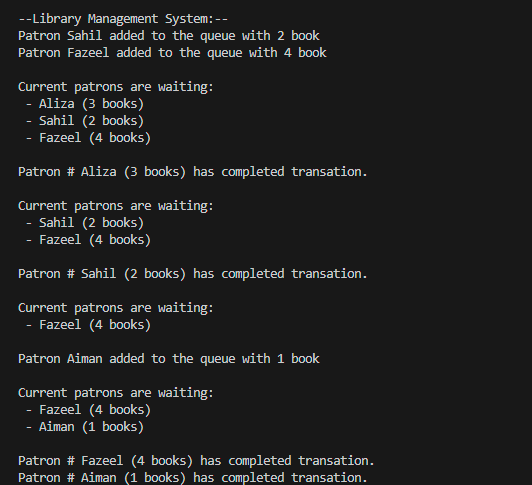 --Library Management System:--
Patron Sahil added to the queue with 2 book
Patron Fazeel added to the queue with 4 book
Current patrons are waiting:
- Aliza (3 books)
- Sahil (2 books)
- Fazeel (4 books)
Patron # Aliza (3 books) has completed transation.
Current patrons are waiting:
- Sahil (2 books)
- Fazeel (4 books)
Patron # Sahil (2 books) has completed transation.
Current patrons are waiting:
- Fazeel (4 books)
Patron Aiman added to the queue with 1 book
Current patrons are waiting:
- Fazeel (4 books)
- Aiman (1 books)
Patron # Fazeel (4 books) has completed transation.
Patron # Aiman (1 books) has completed transation.